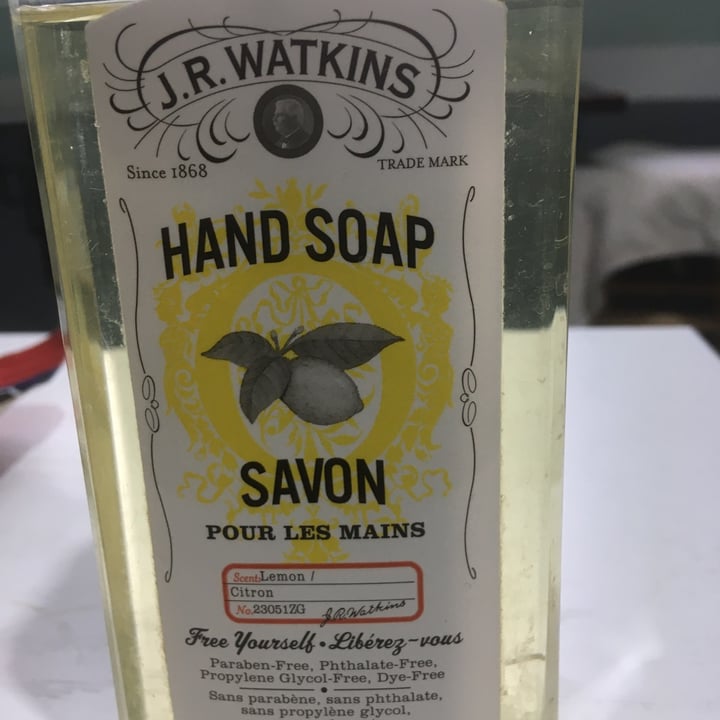 J.R. WATKINS
Since 1868 TRADE MARK
HAND SOAP
SAVON
POUR LES MAINS
Scent: Lemon /
Citron
No. 23051ZG J.R. Watkins
Free Yourself • Libérez-vous
Paraben-Free, Phthalate-Free,
Propylene Glycol-Free, Dye-Free
Sans parabène, sans phthalate,
sans propylène glycol,